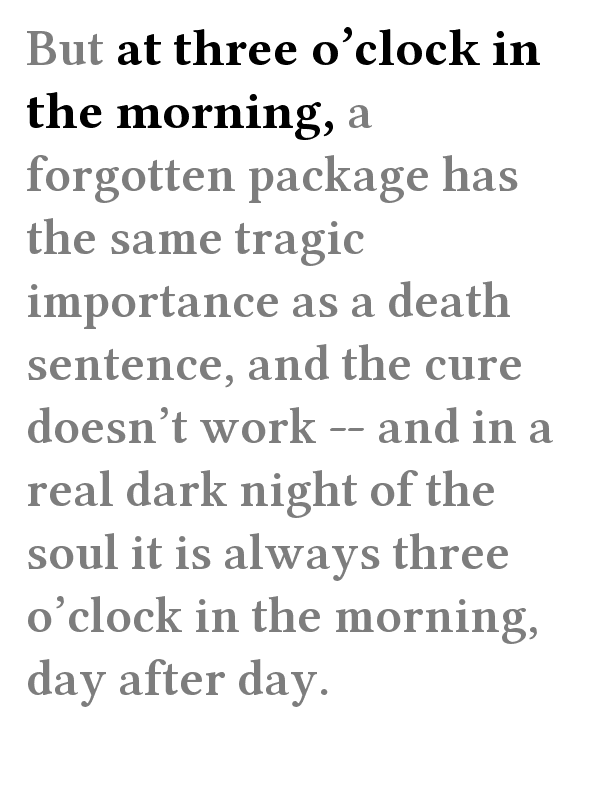 But at three o’clock in
the morning, a
forgotten package has
the same tragic
importance as a death
sentence, and the cure
doesn’t work -- and in a
real dark night of the
soul it is always three
o’clock in the morning,
day after day.